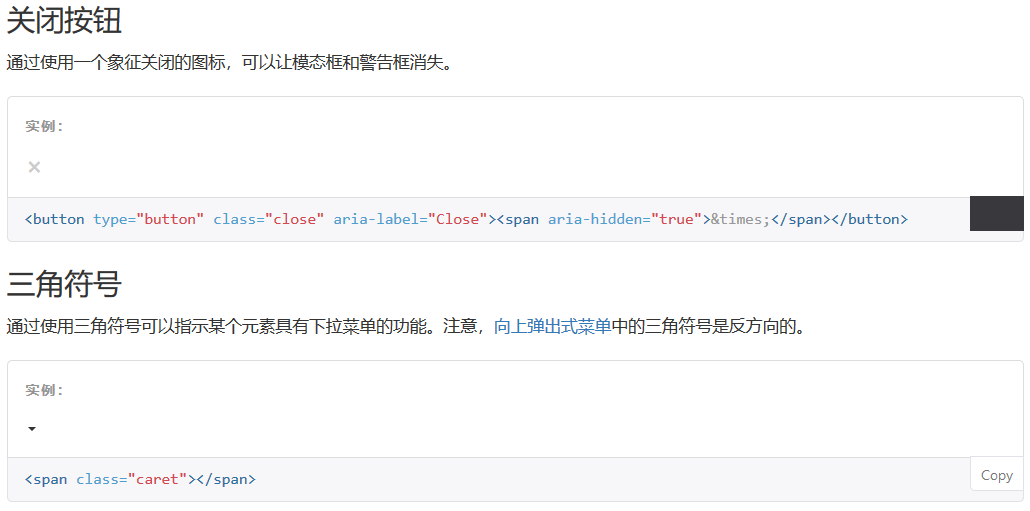 关闭按钮
通过使用一个象征关闭的图标，可以让模态框和警告框消失。
实例：
×
<button type="button" class="close" aria-label="Close"><span aria-hidden="true">&times;</span></button>
三角符号
通过使用三角符号可以指示某个元素具有下拉菜单的功能。注意，向上弹出式菜单中的三角符号是反方向的。
实例：
<span class="caret"></span>
Copy